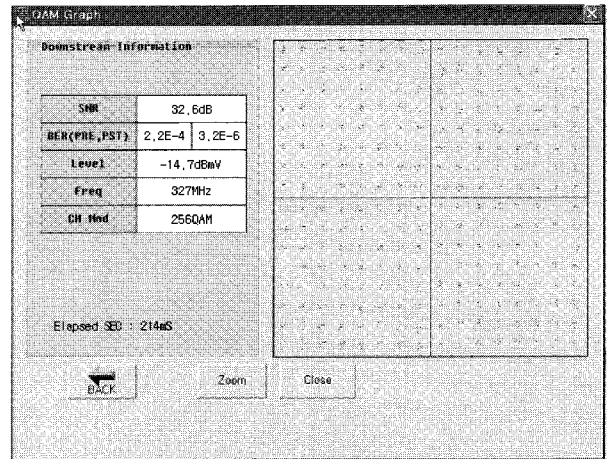 QAM Graph
Downstream Information
SNR 32,6dB
BER(PRE,PST) 2,2E-4 3,2E-6
Level -14,7dBmV
Freq 327MHz
CH Mod 256QAM
Elapsed SEC : 214mS
BACK Zoom Close